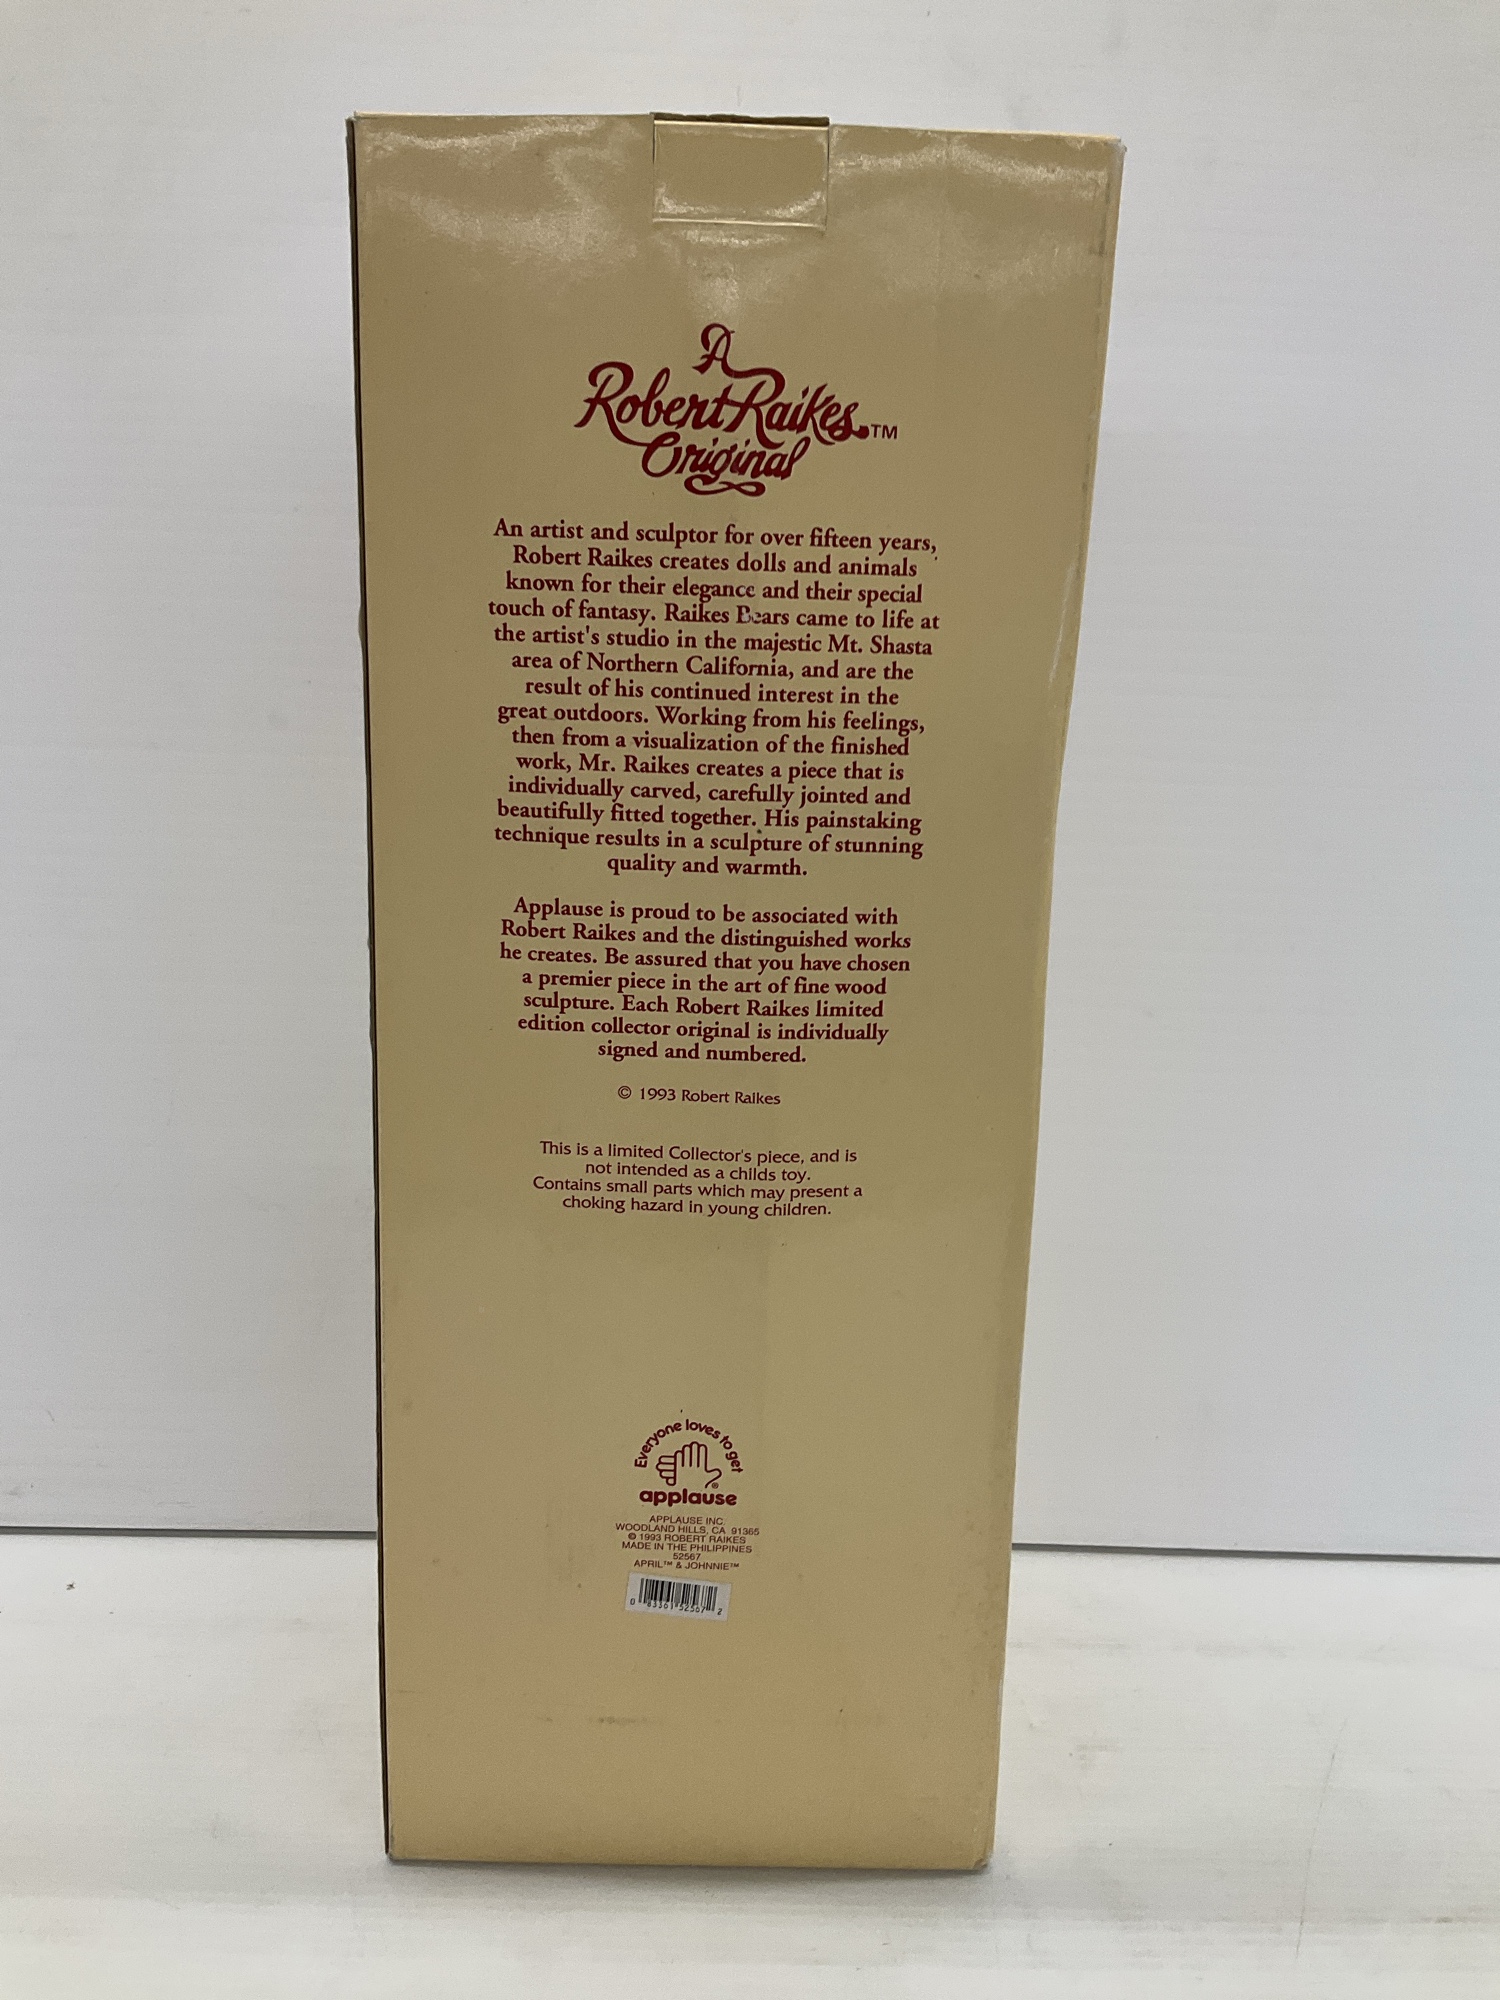 A
Robert Raikes™
Original
An artist and sculptor for over fifteen years,
Robert Raikes creates dolls and animals
known for their elegance and their special
touch of fantasy. Raikes Bears came to life at
the artist's studio in the majestic Mt. Shasta
area of Northern California, and are the
result of his continued interest in the
great outdoors. Working from his feelings,
then from a visualization of the finished
work, Mr. Raikes creates a piece that is
individually carved, carefully jointed and
beautifully fitted together. His painstaking
technique results in a sculpture of stunning
quality and warmth.
Applause is proud to be associated with
Robert Raikes and the distinguished works
he creates. Be assured that you have chosen
a premier piece in the art of fine wood
sculpture. Each Robert Raikes limited
edition collector original is individually
signed and numbered.
© 1993 Robert Raikes
This is a limited Collector's piece, and is
not intended as a childs toy.
Contains small parts which may present a
choking hazard in young children.
Everyone loves to get
applause
APPLAUSE INC.
WOODLAND HILLS, CA 91365
© 1993 ROBERT RAIKES
MADE IN THE PHILIPPINES
52567
APRIL™ & JOHNNIE™
0 52567 2